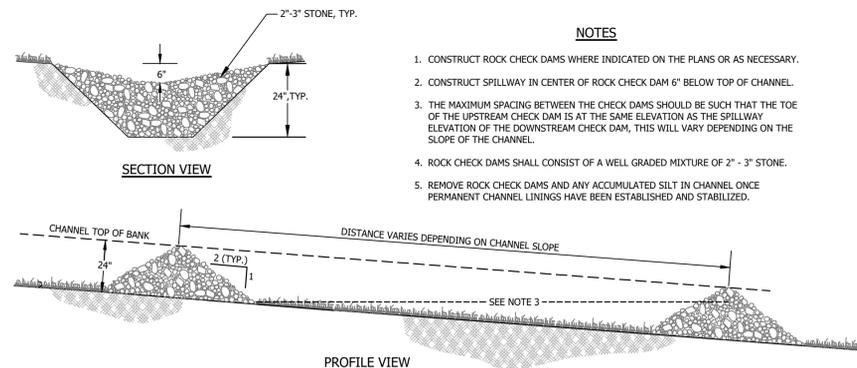 2"-3" STONE, TYP.
6"
24",TYP.
SECTION VIEW
NOTES
1. CONSTRUCT ROCK CHECK DAMS WHERE INDICATED ON THE PLANS OR AS NECESSARY.
2. CONSTRUCT SPILLWAY IN CENTER OF ROCK CHECK DAM 6" BELOW TOP OF CHANNEL.
3. THE MAXIMUM SPACING BETWEEN THE CHECK DAMS SHOULD BE SUCH THAT THE TOE
OF THE UPSTREAM CHECK DAM IS AT THE SAME ELEVATION AS THE SPILLWAY
ELEVATION OF THE DOWNSTREAM CHECK DAM, THIS WILL VARY DEPENDING ON THE
SLOPE OF THE CHANNEL.
4. ROCK CHECK DAMS SHALL CONSIST OF A WELL GRADED MIXTURE OF 2" - 3" STONE.
5. REMOVE ROCK CHECK DAMS AND ANY ACCUMULATED SILT IN CHANNEL ONCE
PERMANENT CHANNEL LININGS HAVE BEEN ESTABLISHED AND STABILIZED.
CHANNEL TOP OF BANK
DISTANCE VARIES DEPENDING ON CHANNEL SLOPE
24"
2 (TYP.)
1
SEE NOTE 3
PROFILE VIEW